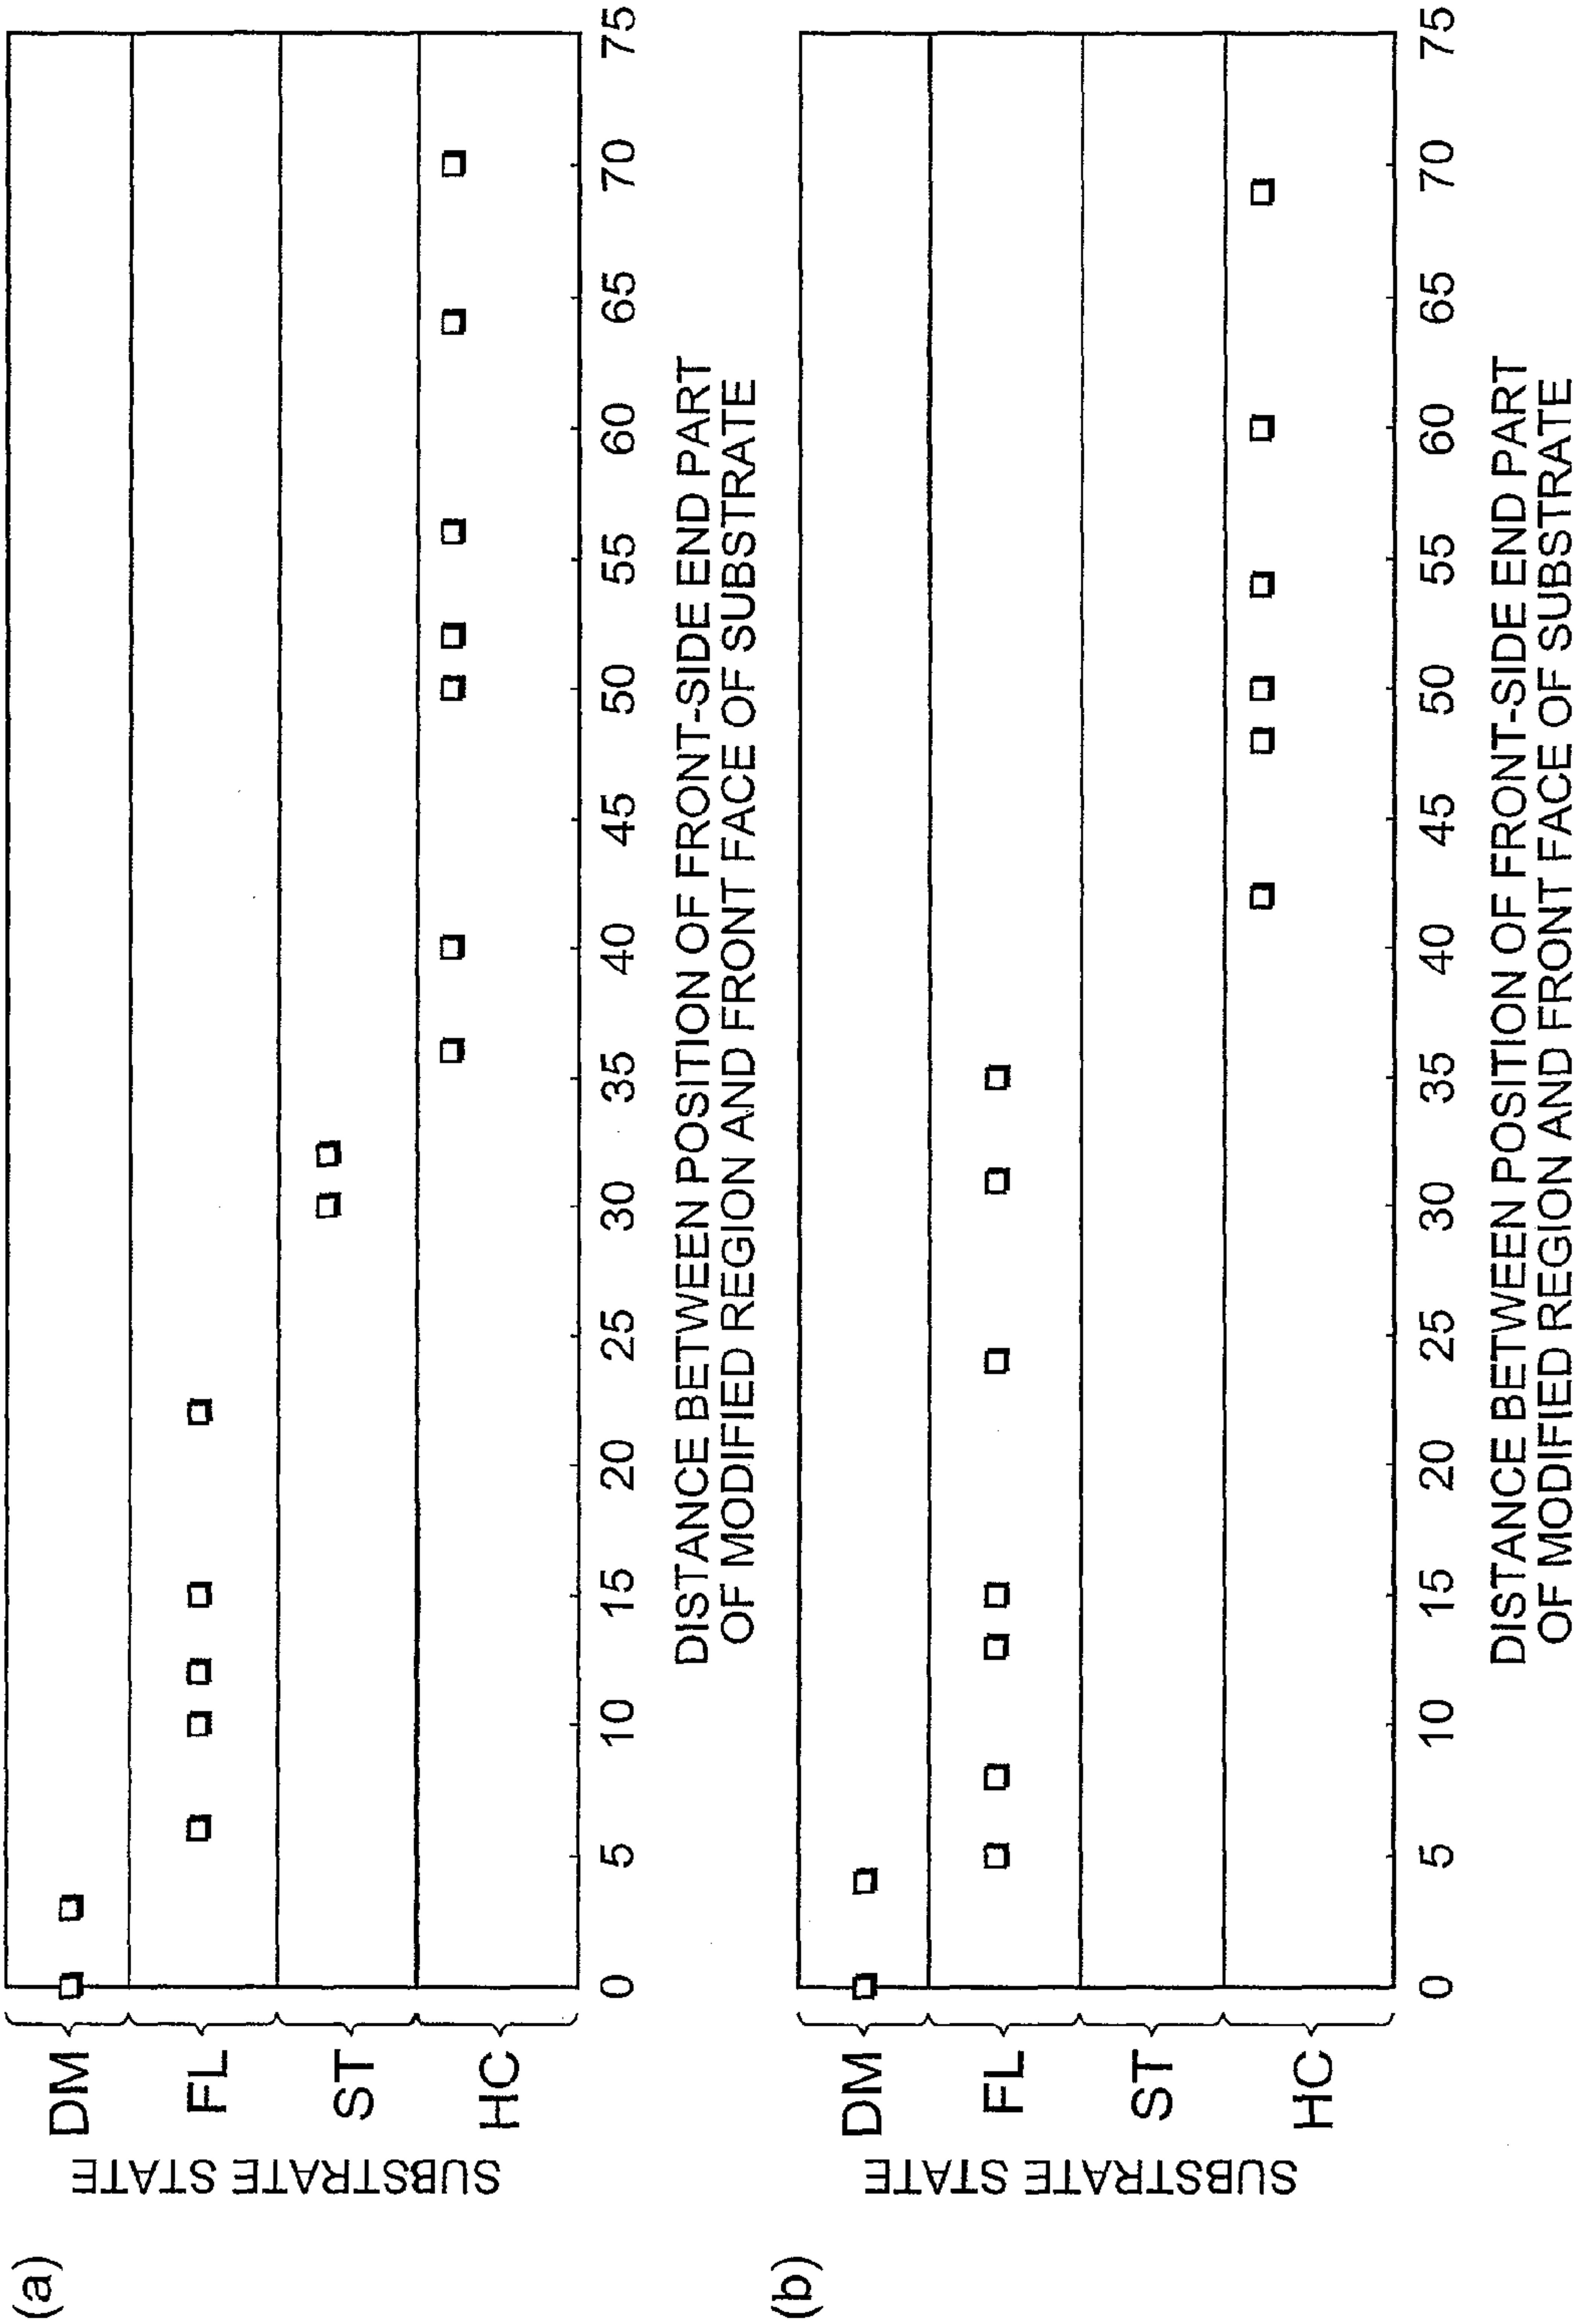 (a)
SUBSTRATE STATE
DM
FL
ST
HC
0 5 10 15 20 25 30 35 40 45 50 55 60 65 70 75
DISTANCE BETWEEN POSITION OF FRONT-SIDE END PART
OF MODIFIED REGION AND FRONT FACE OF SUBSTRATE
(b)
SUBSTRATE STATE
DM
FL
ST
HC
0 5 10 15 20 25 30 35 40 45 50 55 60 65 70 75
DISTANCE BETWEEN POSITION OF FRONT-SIDE END PART
OF MODIFIED REGION AND FRONT FACE OF SUBSTRATE